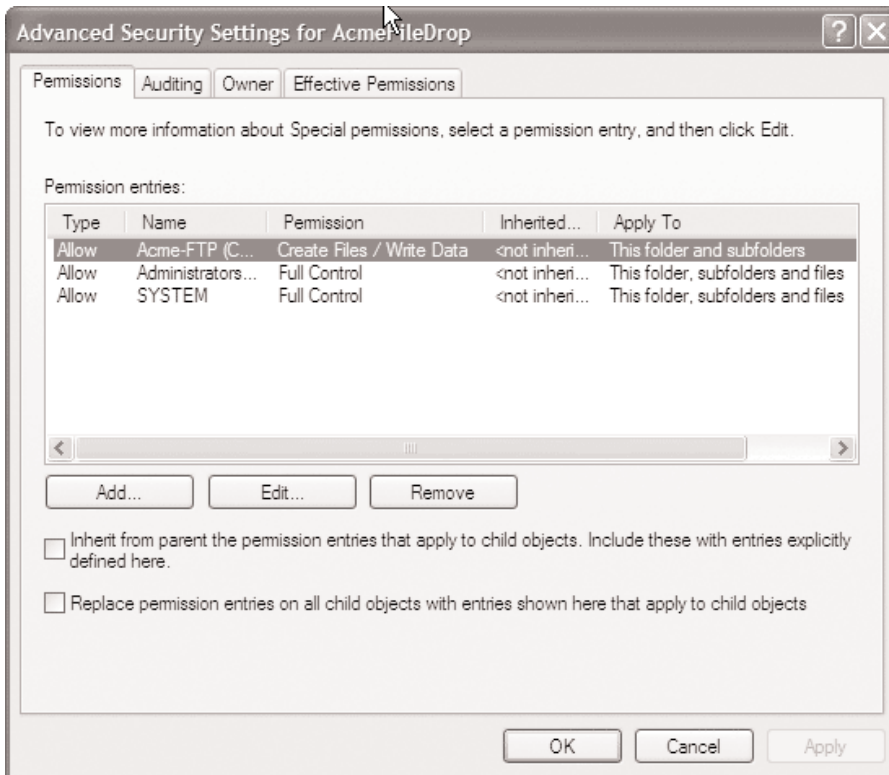 Advanced Security Settings for AcmeFileDrop
Permissions Auditing Owner Effective Permissions
To view more information about Special permissions, select a permission entry, and then click Edit.
Permission entries:
Type Name Permission Inherited... Apply To
Allow Acme-FTP (C... Create Files / Write Data <not inheri... This folder and subfolders
Allow Administrators... Full Control <not inheri... This folder, subfolders and files
Allow SYSTEM Full Control <not inheri... This folder, subfolders and files
Add... Edit... Remove
Inherit from parent the permission entries that apply to child objects. Include these with entries explicitly
defined here.
Replace permission entries on all child objects with entries shown here that apply to child objects
OK Cancel Apply